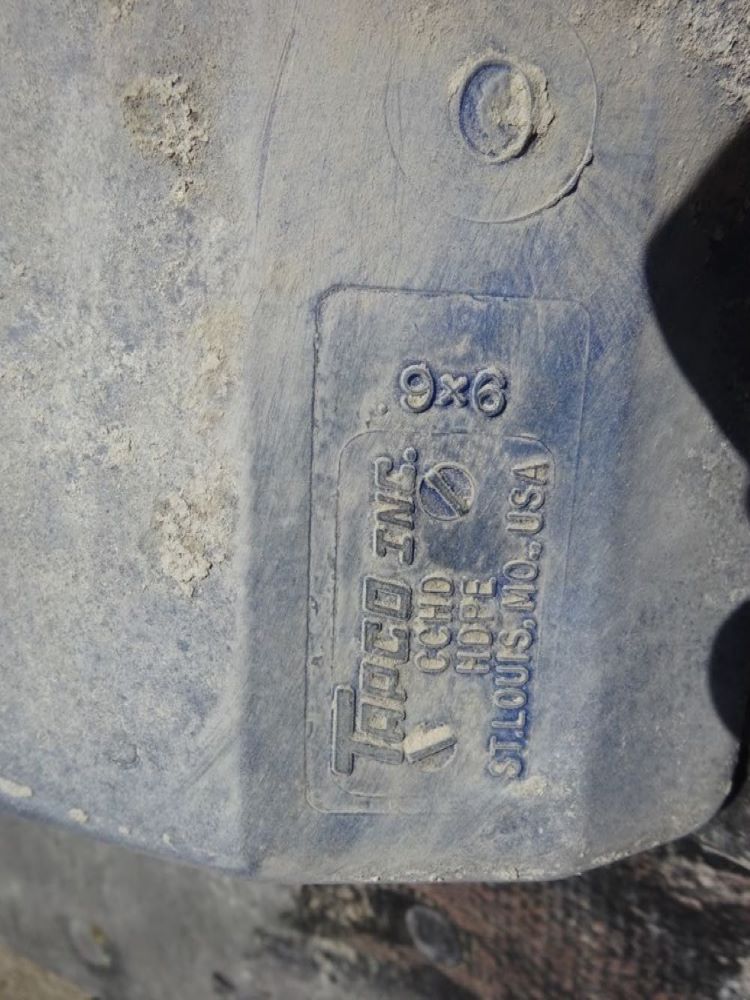 9x6
TAPCO INC.
CCHD
HDPE
ST.LOUIS, MO., USA